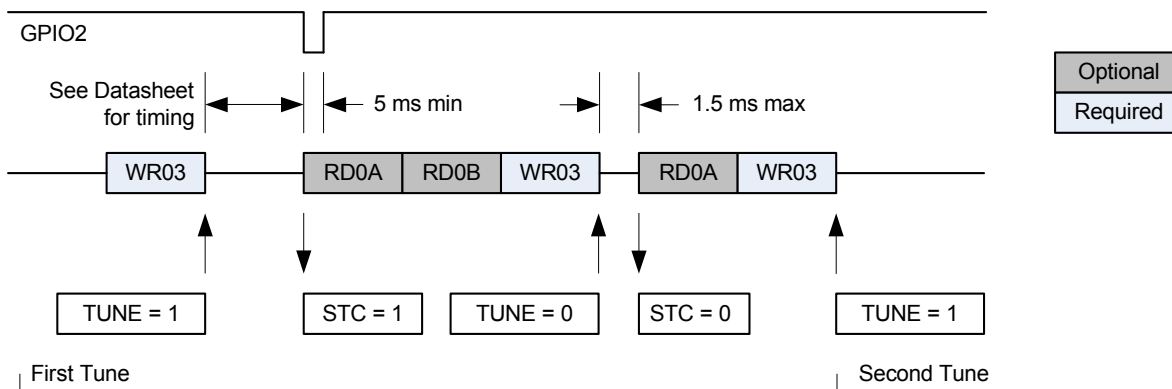 GPIO2
See Datasheet
for timing
5 ms min
1.5 ms max
Optional
Required
WR03
RD0A
RD0B
WR03
RD0A
WR03
TUNE = 1
STC = 1
TUNE = 0
STC = 0
TUNE = 1
First Tune
Second Tune